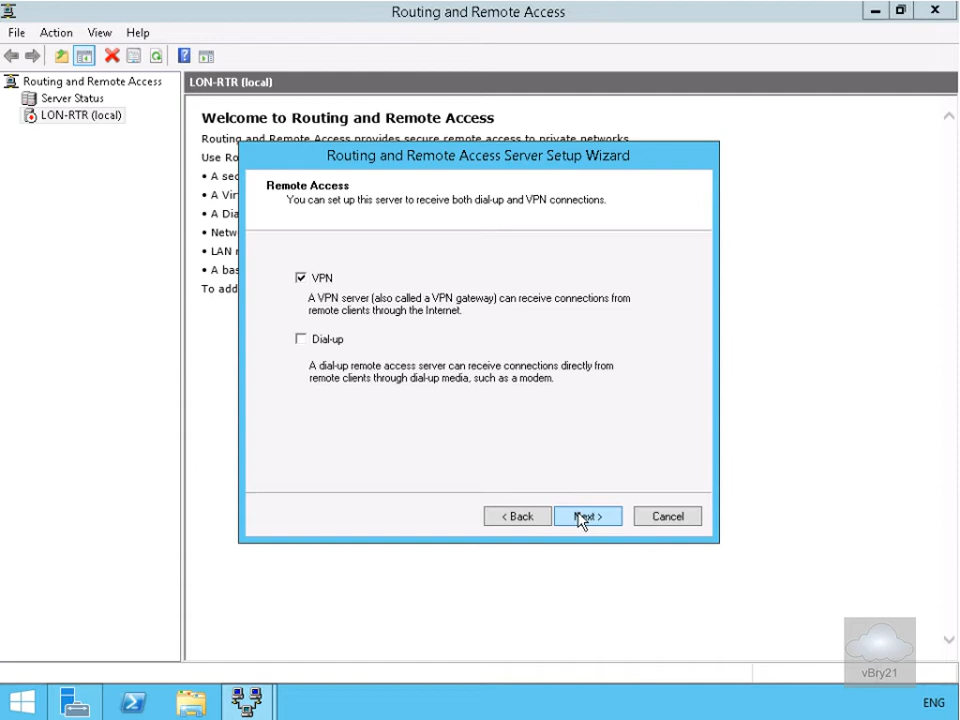 Routing and Remote Access
File Action View Help
Routing and Remote Access
Server Status
LON-RTR (local)
LON-RTR (local)
Welcome to Routing and Remote Access
Routing and Remote Access provides secure remote access to private networks.
Use Ro
• A sec
• A Vir
• A Dia
• Netw
• LAN r
• A bas
To add
Routing and Remote Access Server Setup Wizard
Remote Access
You can set up this server to receive both dial-up and VPN connections.
VPN
A VPN server (also called a VPN gateway) can receive connections from
remote clients through the Internet.
Dial-up
A dial-up remote access server can receive connections directly from
remote clients through dial-up media, such as a modem.
< Back Next > Cancel
vBry21
ENG